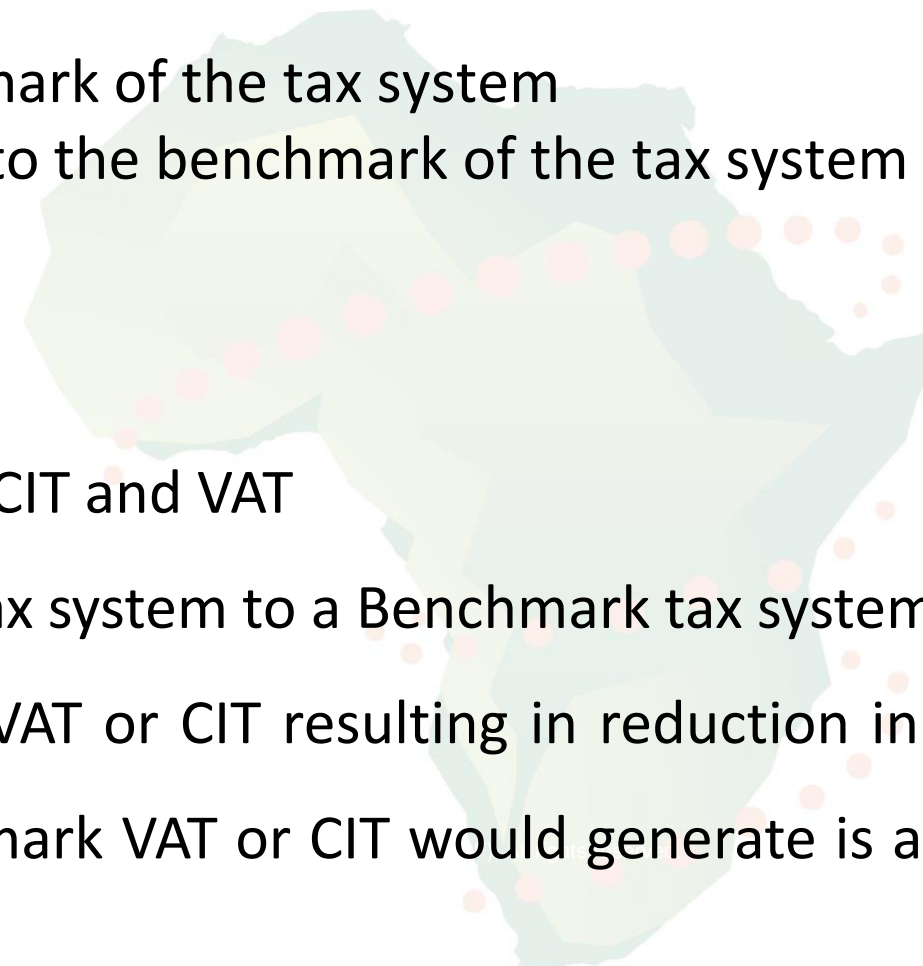 mark of the tax system
to the benchmark of the tax system
CIT and VAT
ax system to a Benchmark tax system
VAT or CIT resulting in reduction in
mark VAT or CIT would generate is a